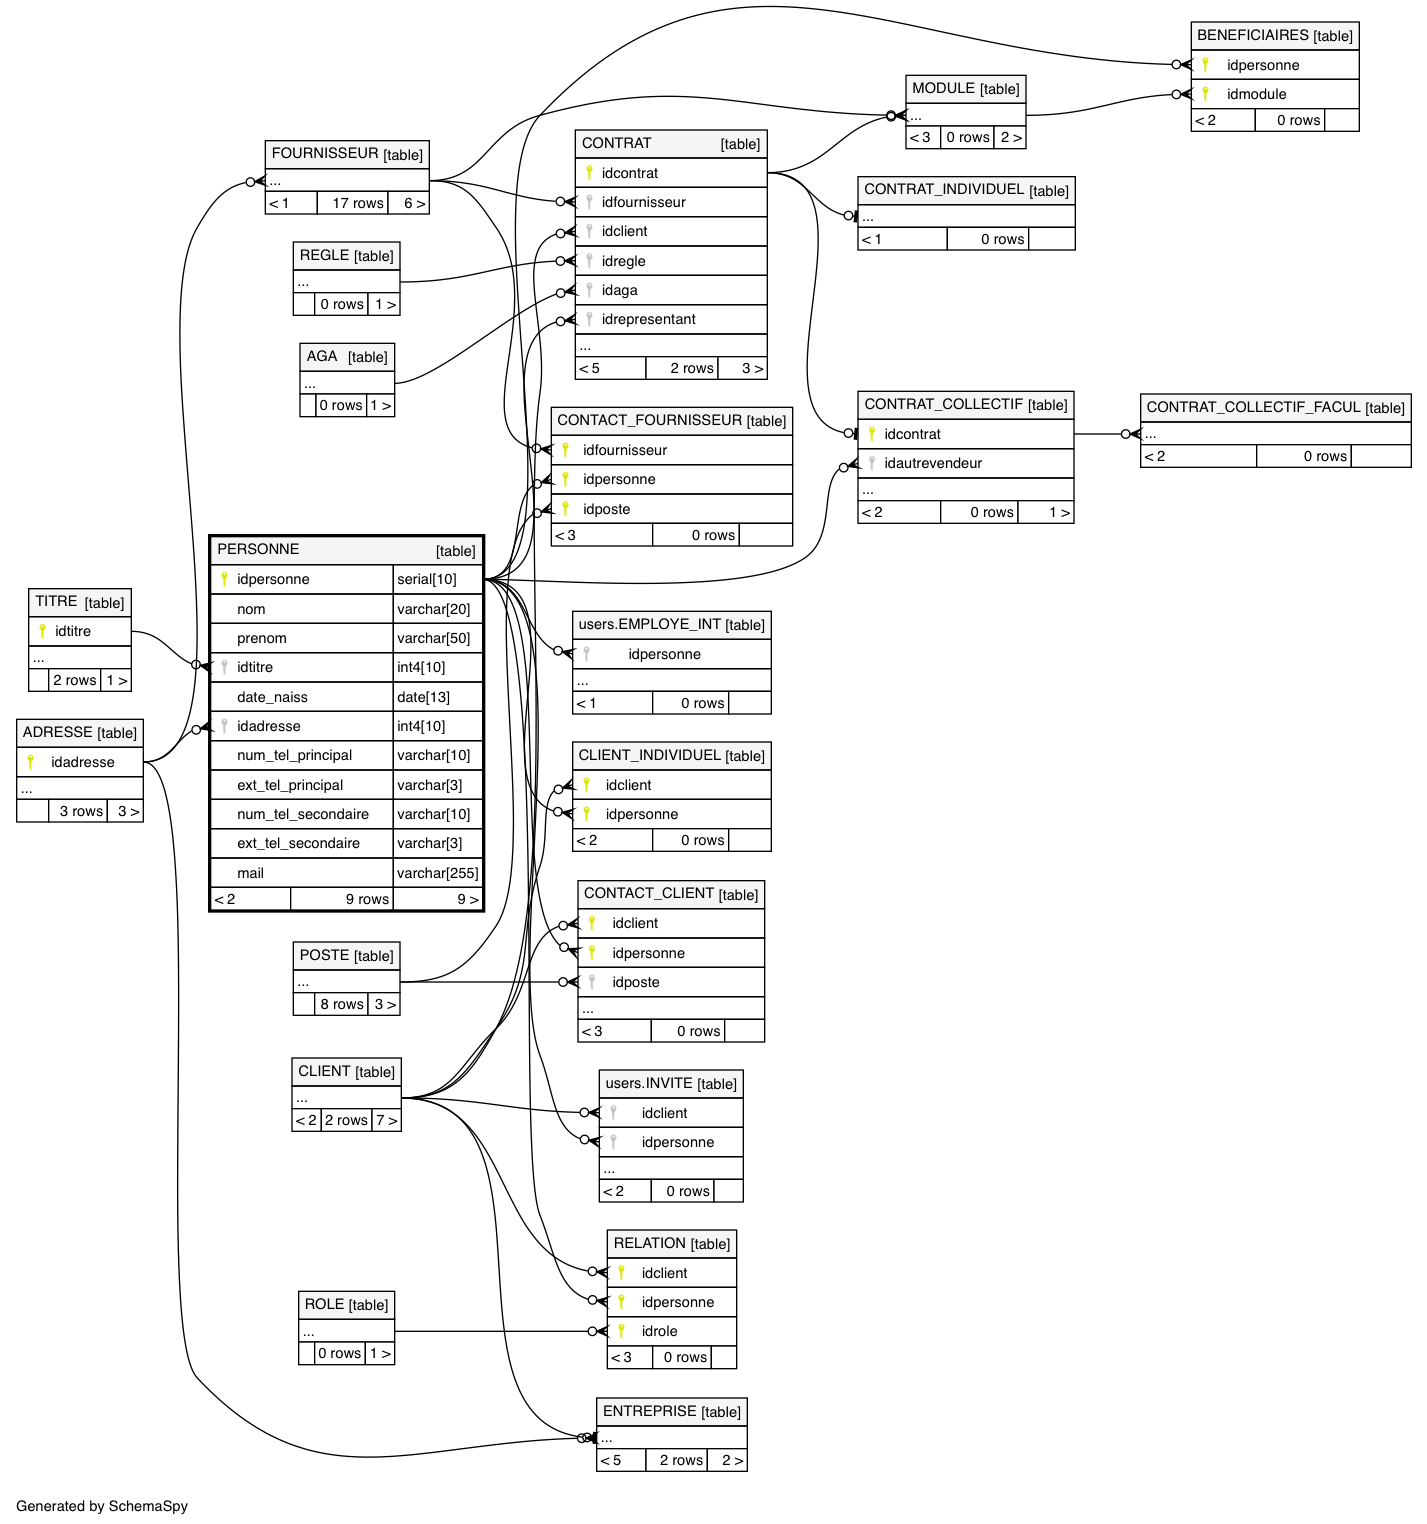 BENEFICIAIRES [table]
idpersonne
idmodule
< 2 0 rows
MODULE [table]
...
< 3 0 rows 2 >
FOURNISSEUR [table]
...
< 1 17 rows 6 >
CONTRAT [table]
idcontrat
idfournisseur
idclient
idregle
idaga
idrepresentant
...
< 5 2 rows 3 >
CONTRAT_INDIVIDUEL [table]
...
< 1 0 rows
REGLE [table]
...
0 rows 1 >
AGA [table]
...
0 rows 1 >
CONTACT_FOURNISSEUR [table]
idfournisseur
idpersonne
idposte
< 3 0 rows
CONTRAT_COLLECTIF [table]
idcontrat
idautrevendeur
...
< 2 0 rows 1 >
CONTRAT_COLLECTIF_FACUL [table]
...
< 2 0 rows
PERSONNE [table]
idpersonne serial[10]
nom varchar[20]
prenom varchar[50]
idtitre int4[10]
date_naiss date[13]
idadresse int4[10]
num_tel_principal varchar[10]
ext_tel_principal varchar[3]
num_tel_secondaire varchar[10]
ext_tel_secondaire varchar[3]
mail varchar[255]
< 2 9 rows 9 >
TITRE [table]
idtitre
...
2 rows 1 >
ADRESSE [table]
idadresse
...
3 rows 3 >
users.EMPLOYE_INT [table]
idpersonne
...
< 1 0 rows
CLIENT_INDIVIDUEL [table]
idclient
idpersonne
< 2 0 rows
CONTACT_CLIENT [table]
idclient
idpersonne
idposte
...
< 3 0 rows
POSTE [table]
...
8 rows 3 >
CLIENT [table]
...
< 2 2 rows 7 >
users.INVITE [table]
idclient
idpersonne
...
< 2 0 rows
RELATION [table]
idclient
idpersonne
idrole
< 3 0 rows
ROLE [table]
...
0 rows 1 >
ENTREPRISE [table]
...
< 5 2 rows 2 >
Generated by SchemaSpy